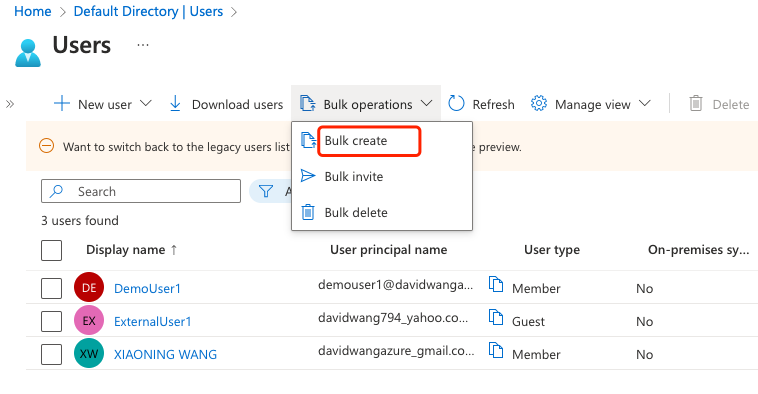 Home > Default Directory | Users >
Users ...
» + New user Download users Bulk operations Refresh Manage view Delete
Want to switch back to the legacy users list e preview.
Bulk create
Bulk invite
Bulk delete
Search A
3 users found
Display name ↑ User principal name User type On-premises sy...
DE DemoUser1 demouser1@davidwanga... Member No
EX ExternalUser1 davidwang794_yahoo.co... Guest No
XW XIAONING WANG davidwangazure_gmail.co... Member No